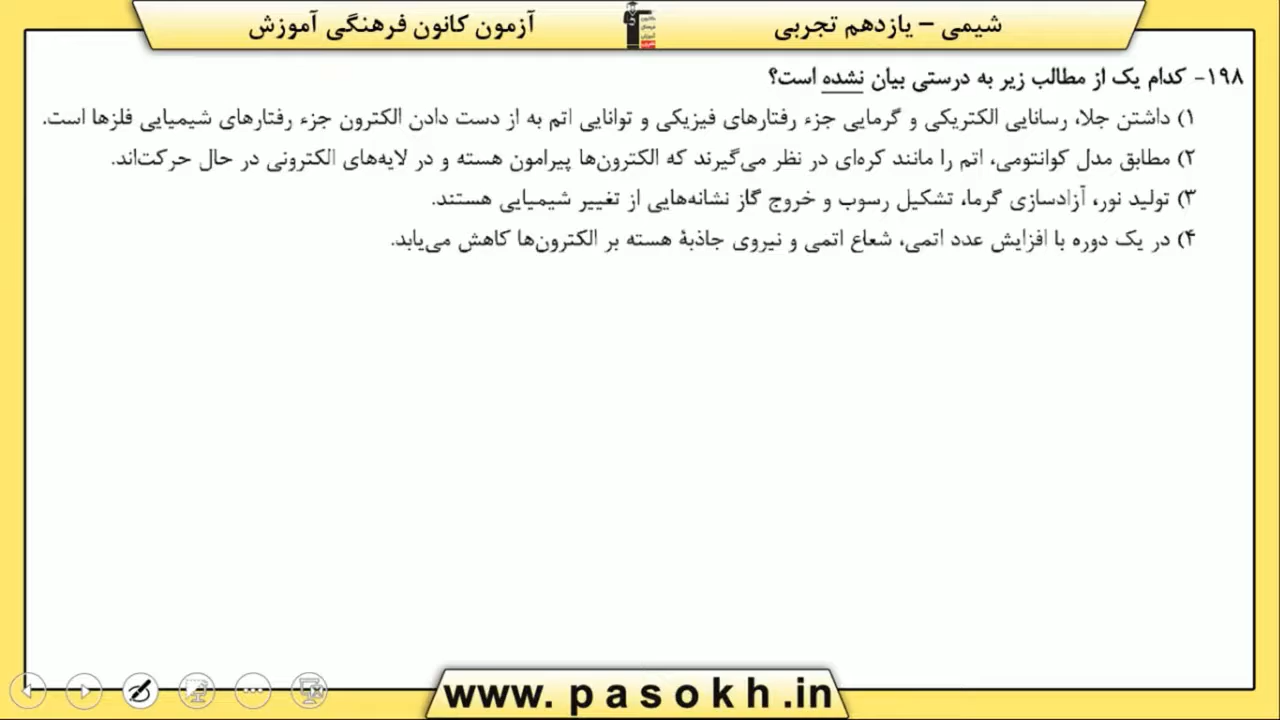 شیمی – یازدهم تجربی
آزمون کانون فرهنگی آموزش
۱۹۸- کدام یک از مطالب زیر به درستی بیان نشده است؟
۱) داشتن جلا، رسانایی الکتریکی و گرمایی جزء رفتارهای فیزیکی و توانایی اتم به از دست دادن الکترون جزء رفتارهای شیمیایی فلزها است.
۲) مطابق مدل کوانتومی، اتم را مانند کره‌ای در نظر می‌گیرند که الکترون‌ها پیرامون هسته و در لایه‌های الکترونی در حال حرکت‌اند.
۳) تولید نور، آزادسازی گرما، تشکیل رسوب و خروج گاز نشانه‌هایی از تغییر شیمیایی هستند.
۴) در یک دوره با افزایش عدد اتمی، شعاع اتمی و نیروی جاذبهٔ هسته بر الکترون‌ها کاهش می‌یابد.
www. p a s o k h .in